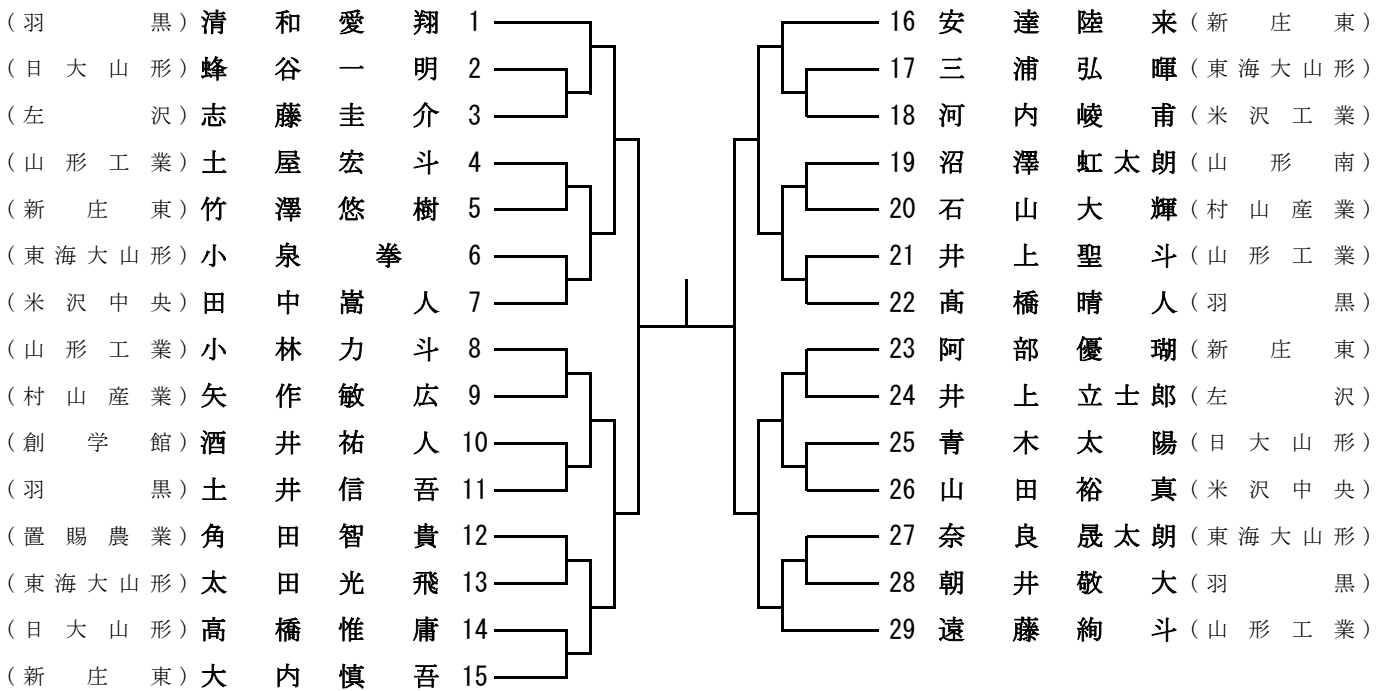 （羽黒）清和愛翔 1
（日大山形）蜂谷一明 2
（左沢）志藤圭介 3
（山形工業）土屋宏斗 4
（新庄東）竹澤悠樹 5
（東海大山形）小泉拳 6
（米沢中央）田中嵩人 7
（山形工業）小林力斗 8
（村山産業）矢作敏広 9
（創学館）酒井祐人 10
（羽黒）土井信吾 11
（置賜農業）角田智貴 12
（東海大山形）太田光飛 13
（日大山形）高橋惟庸 14
（新庄東）大内慎吾 15
16 安達陸来（新庄東）
17 三浦弘暉（東海大山形）
18 河内崚甫（米沢工業）
19 沼澤虹太朗（山形南）
20 石山大輝（村山産業）
21 井上聖斗（山形工業）
22 髙橋晴人（羽黒）
23 阿部優瑚（新庄東）
24 井上立士郎（左沢）
25 青木太陽（日大山形）
26 山田裕真（米沢中央）
27 奈良晟太朗（東海大山形）
28 朝井敬大（羽黒）
29 遠藤絢斗（山形工業）